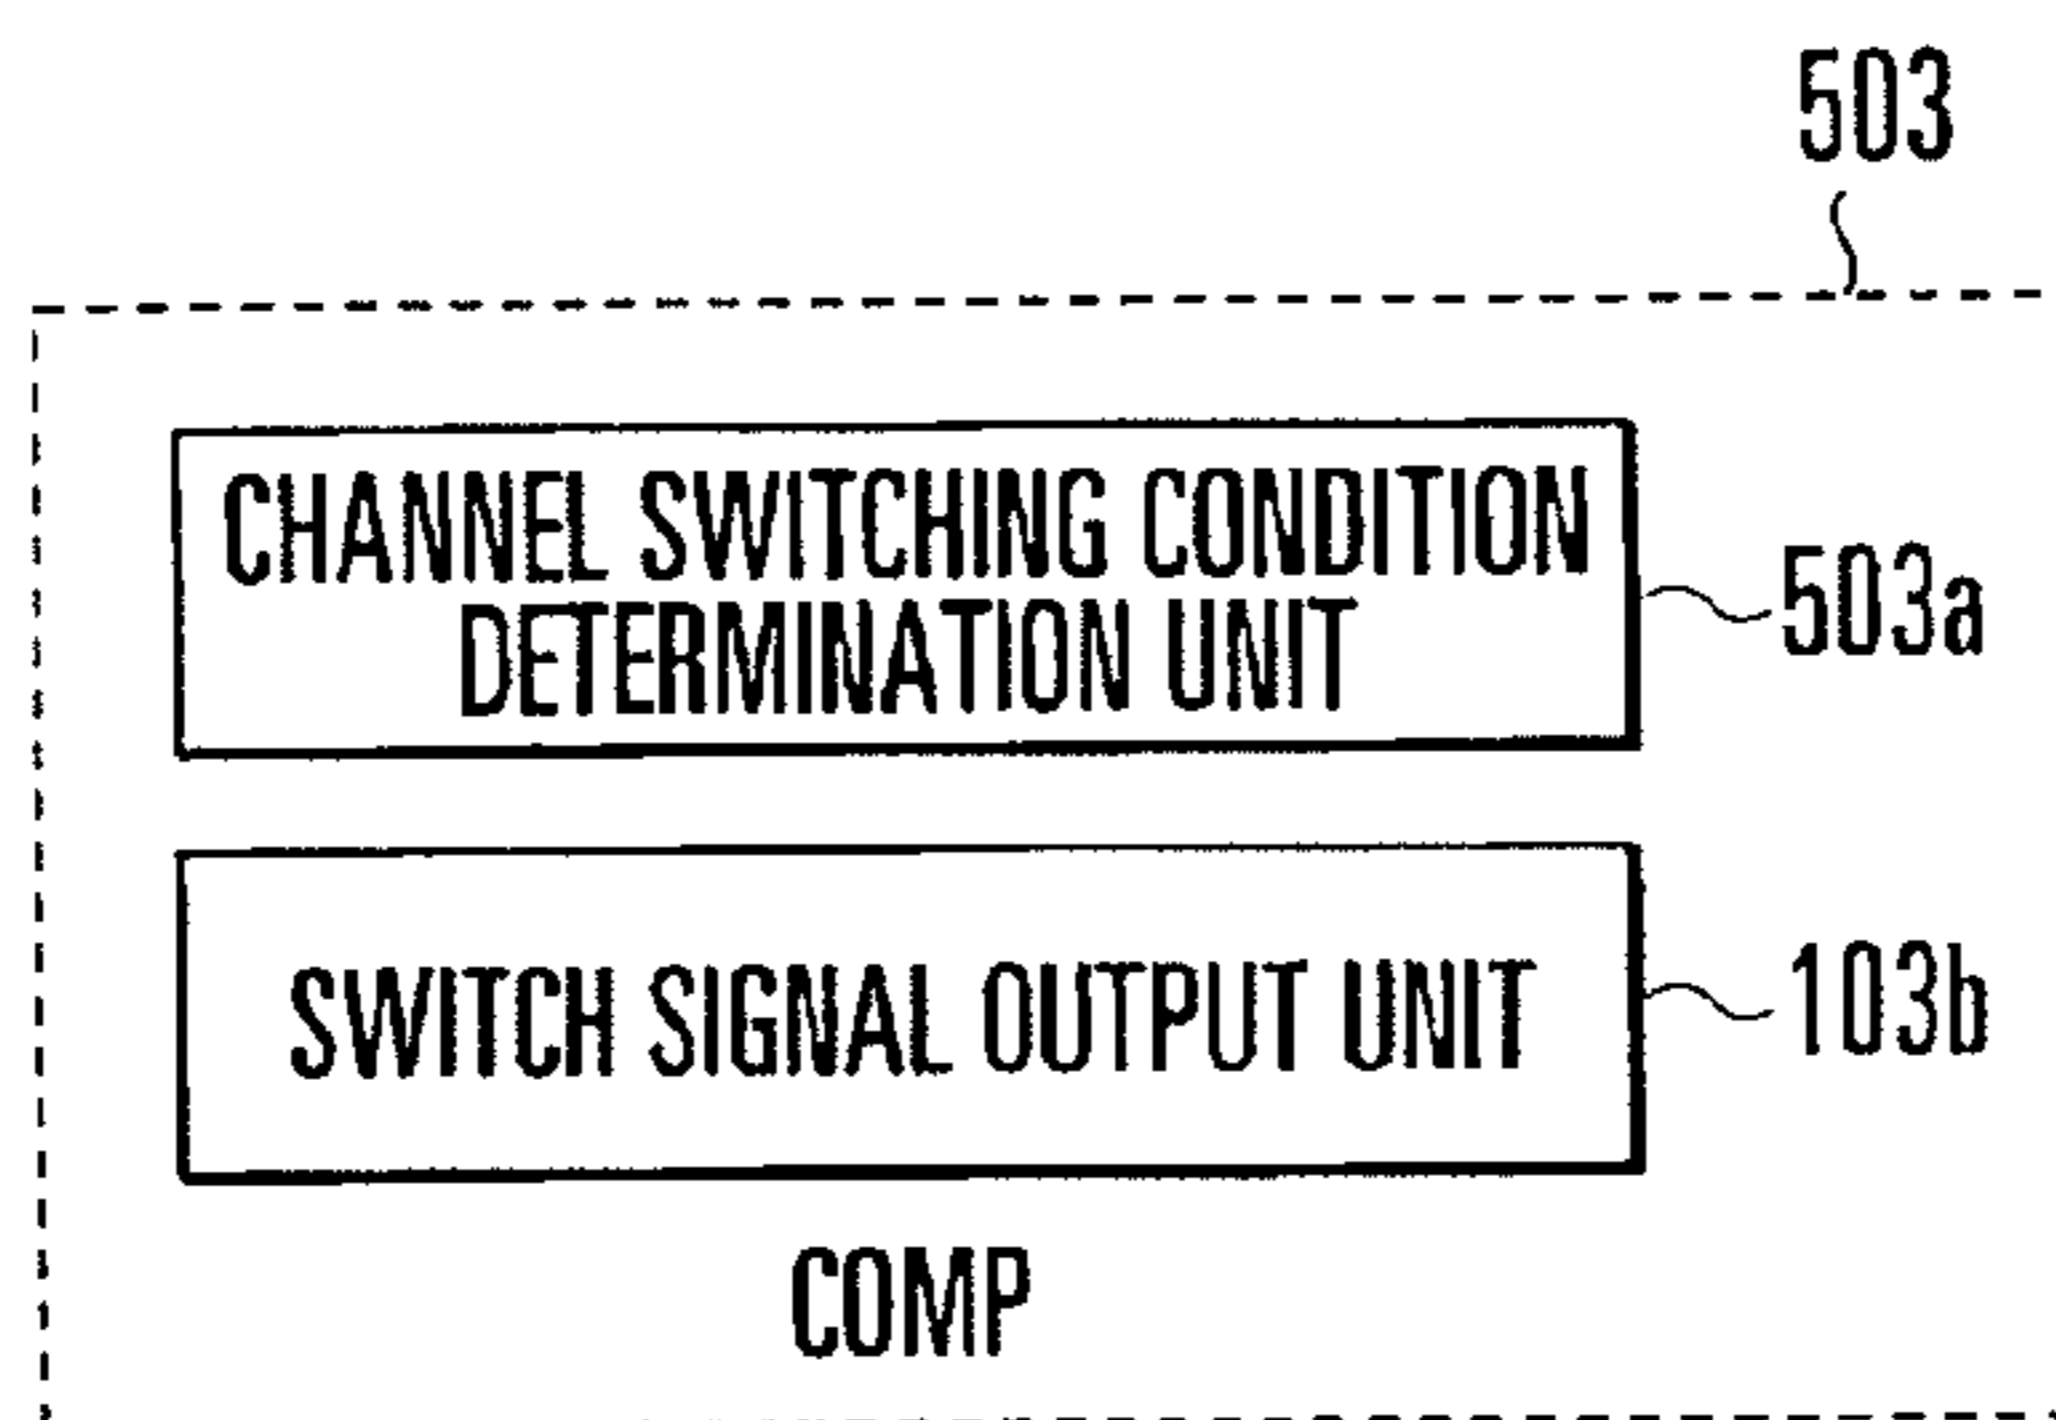 503
CHANNEL SWITCHING CONDITION
DETERMINATION UNIT
503a
SWITCH SIGNAL OUTPUT UNIT
103b
COMP